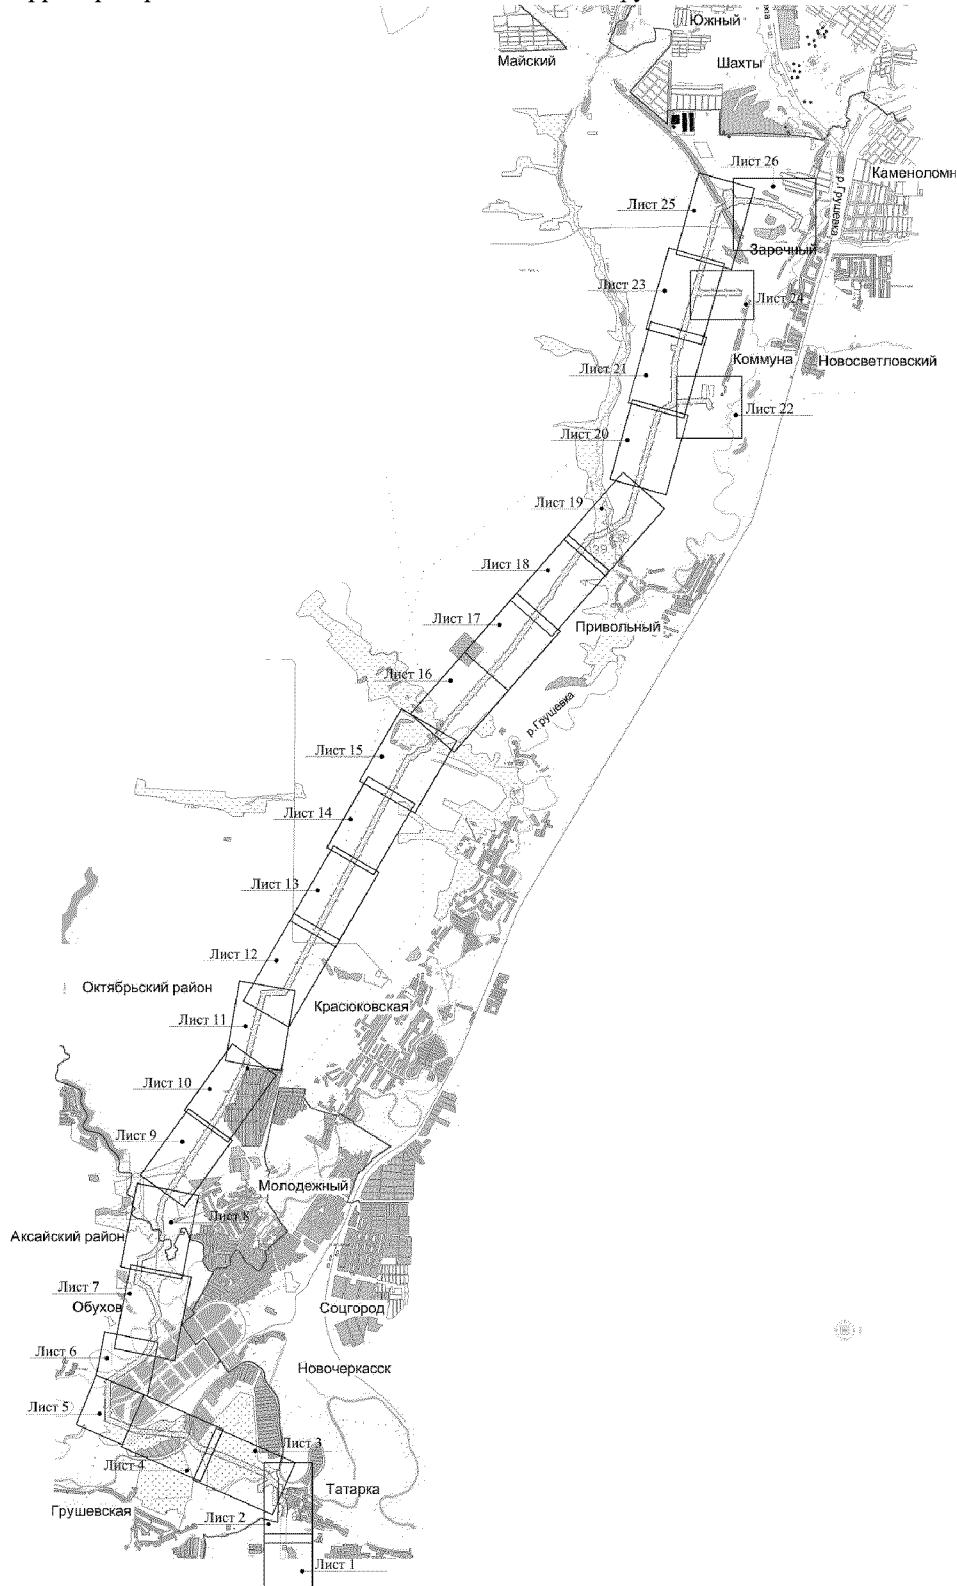 Южный
Майский
Шахты
Лист 26
р.Грушевка
Каменоломн
Лист 25
Заречный
Лист 23
Лист 24
Коммуна
Новосветловский
Лист 21
Лист 22
Лист 20
Лист 19
Лист 18
Лист 17
Привольный
Лист 16
р.Грушевка
Лист 15
Лист 14
Лист 13
Лист 12
Октябрьский район
Красюковская
Лист 11
Лист 10
Лист 9
Молодежный
Лист 8
Аксайский район
Лист 7
Обухов
Соцгород
Лист 6
Новочеркасск
Лист 5
Лист 3
Лист 4
Татарка
Грушевская
Лист 2
Лист 1